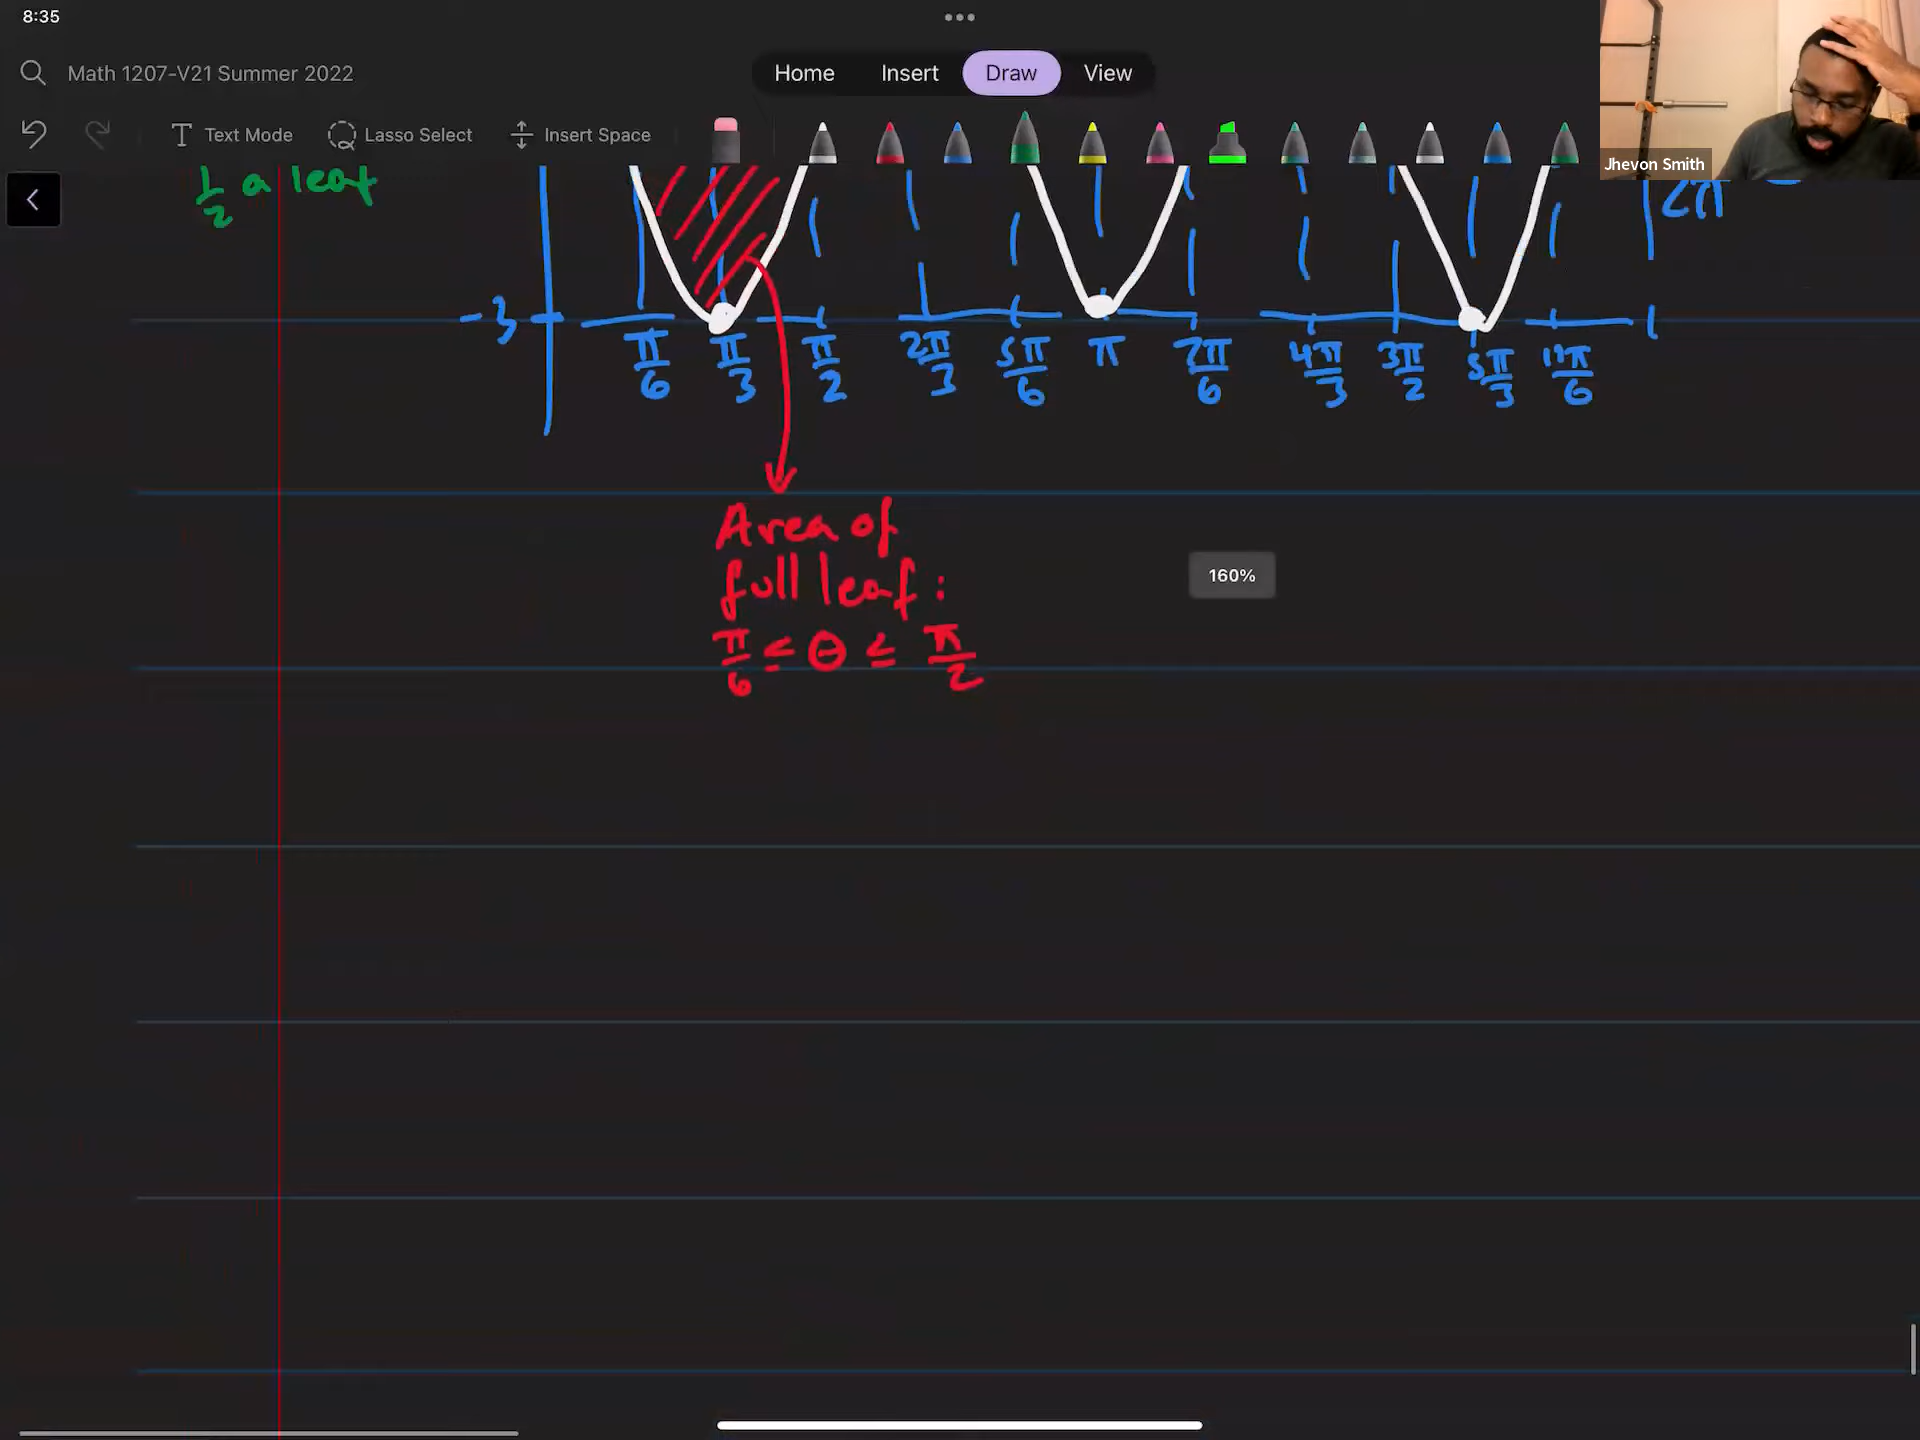 8:35
Math 1207-V21 Summer 2022
Home Insert Draw View
Text Mode Lasso Select Insert Space
Jhevon Smith
1/2 a leaf
2π
-3
π/6 π/3 π/2 2π/3 5π/6 π 7π/6 4π/3 3π/2 5π/3 11π/6
Area of
full leaf:
π/6 ≤ θ ≤ π/2
160%